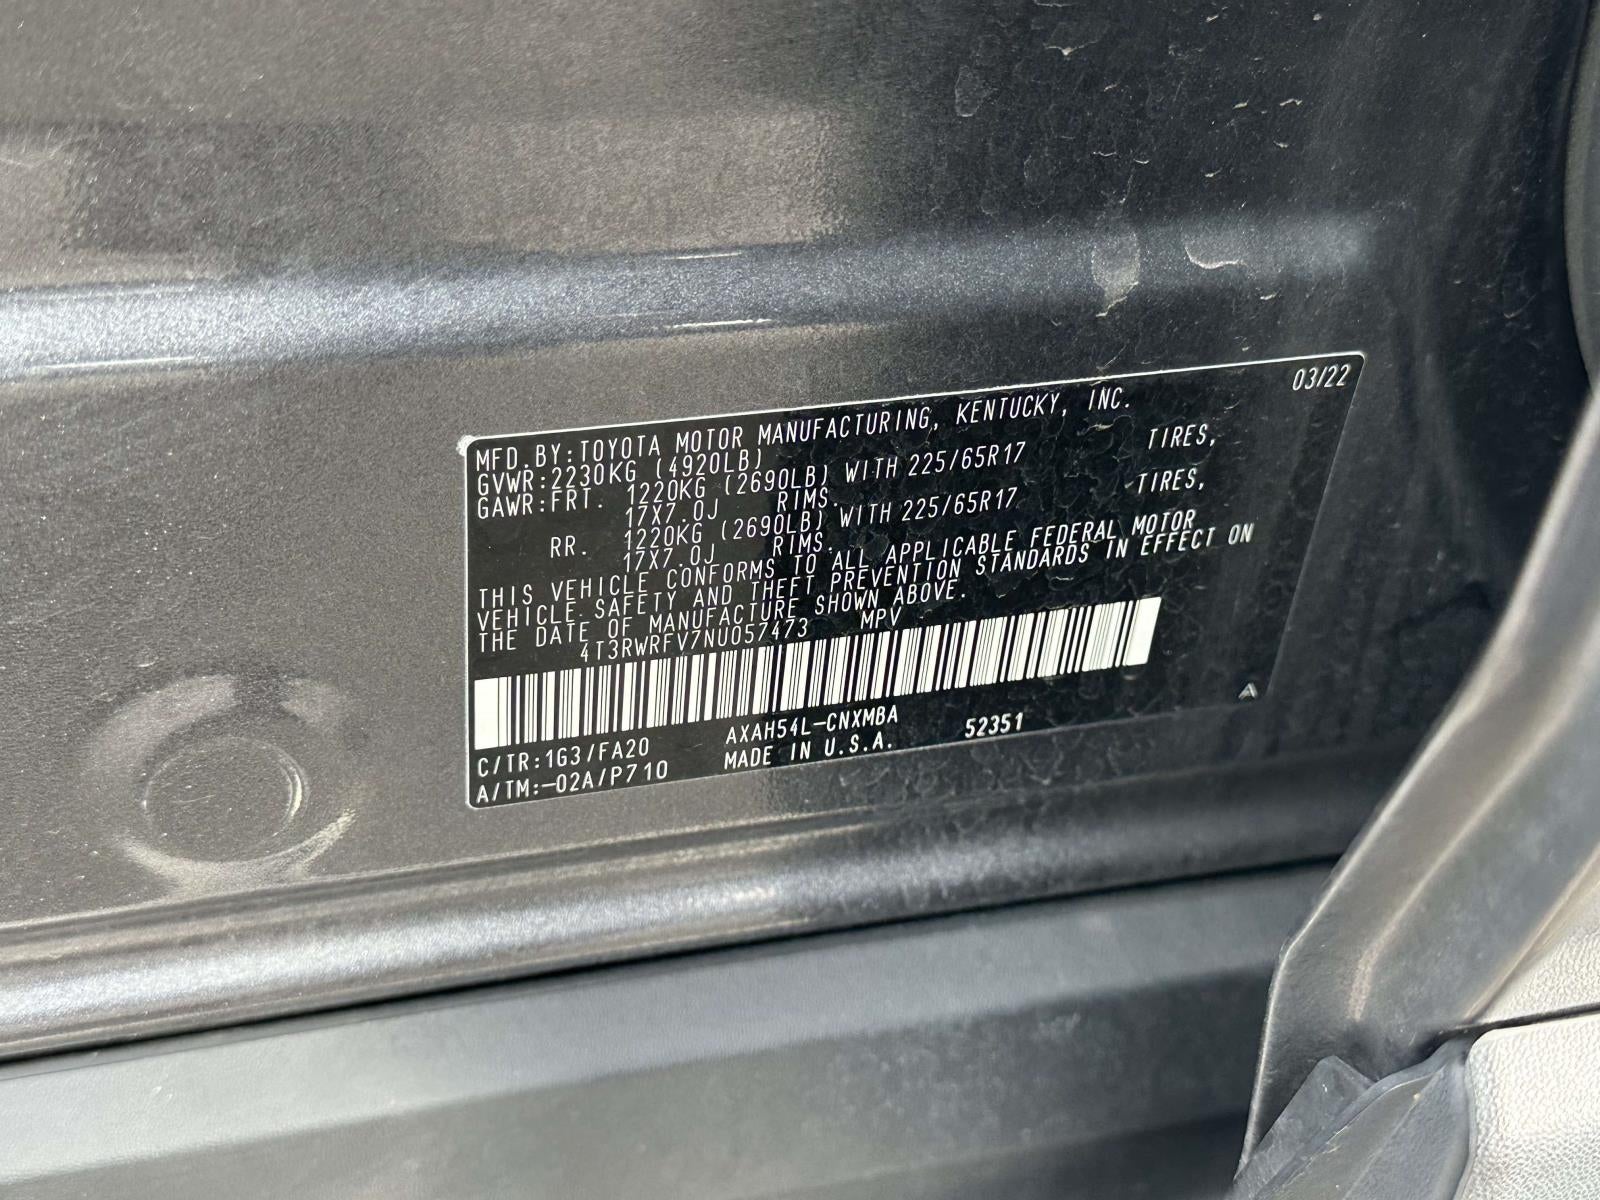 03/22
MFD.BY:TOYOTA MOTOR MANUFACTURING, KENTUCKY, INC.
GVWR:2230KG (4920LB)
GAWR:FRT. 1220KG (2690LB) WITH 225/65R17 TIRES,
17X7.0J RIMS.
RR. 1220KG (2690LB) WITH 225/65R17 TIRES,
17X7.0J RIMS.
THIS VEHICLE CONFORMS TO ALL APPLICABLE FEDERAL MOTOR
VEHICLE SAFETY AND THEFT PREVENTION STANDARDS IN EFFECT ON
THE DATE OF MANUFACTURE SHOWN ABOVE.
4T3RWRFV7NU057473 MPV
C/TR:1G3/FA20 AXAH54L-CNXMBA 52351 A
A/TM:-02A/P710 MADE IN U.S.A.